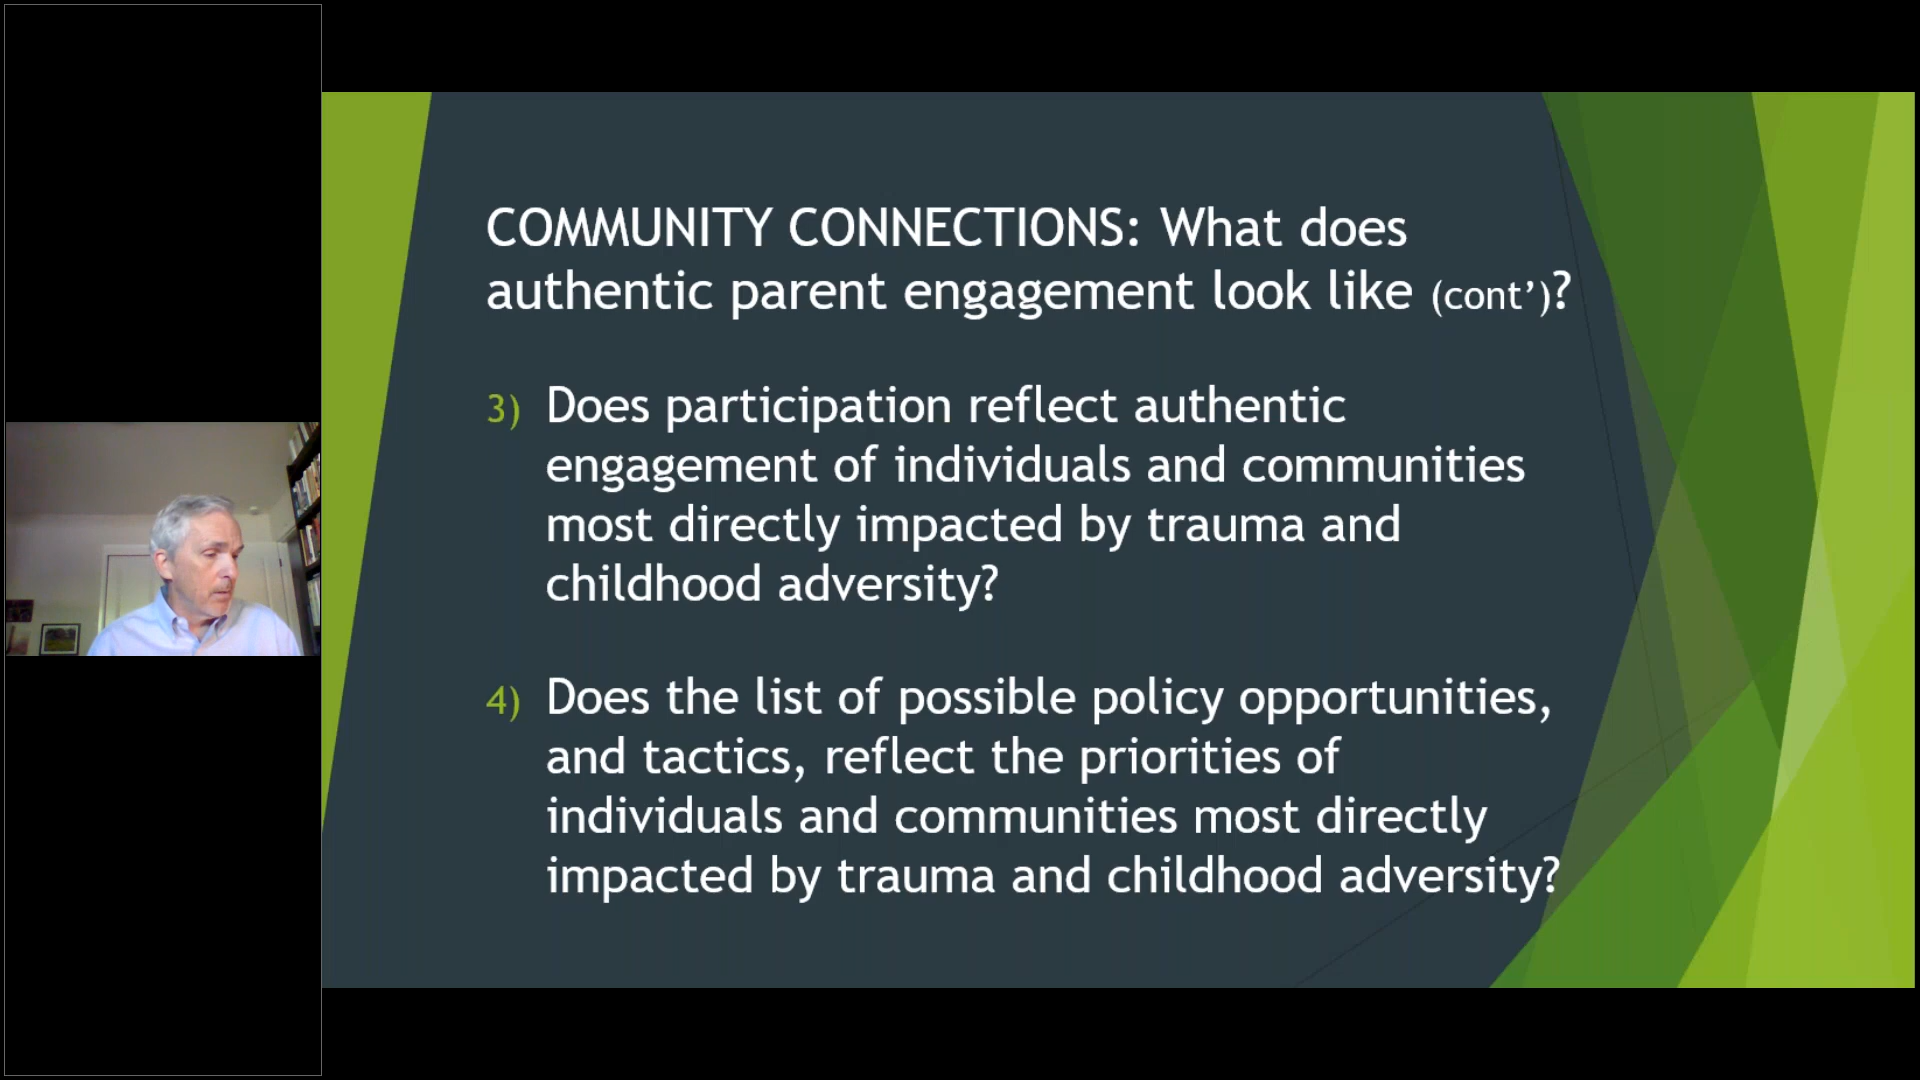 COMMUNITY CONNECTIONS: What does
authentic parent engagement look like (cont’)?
3) Does participation reflect authentic
engagement of individuals and communities
most directly impacted by trauma and
childhood adversity?
4) Does the list of possible policy opportunities,
and tactics, reflect the priorities of
individuals and communities most directly
impacted by trauma and childhood adversity?